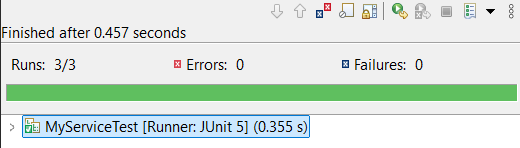 Finished after 0.457 seconds
Runs: 3/3 Errors: 0 Failures: 0
MyServiceTest [Runner: JUnit 5] (0.355 s)